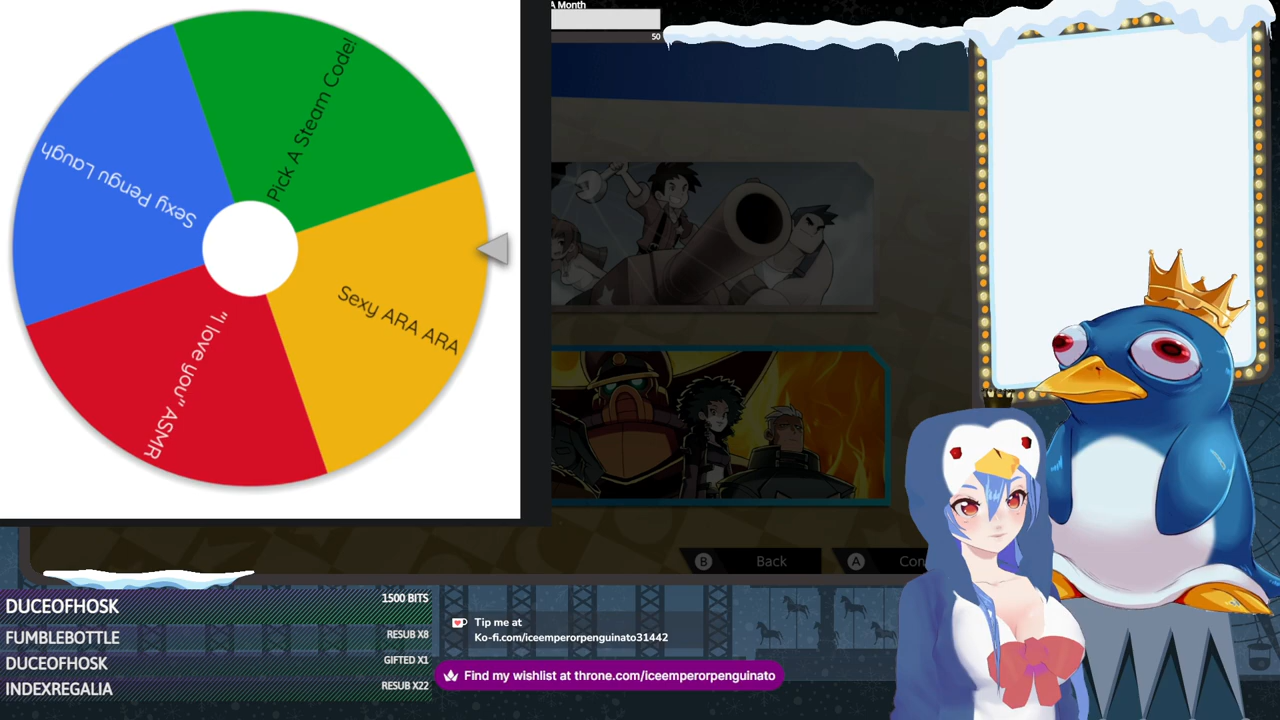 A Month
50
Pick A Steam Code!
Sexy Pengu Laugh
Sexy ARA ARA
"I love you" ASMR
B Back
A Con
DUCEOFHOSK 1500 BITS
FUMBLEBOTTLE RESUB X8
DUCEOFHOSK GIFTED X1
INDEXREGALIA RESUB X22
Tip me at
Ko-fi.com/iceemperorpenguinato31442
Find my wishlist at throne.com/iceemperorpenguinato